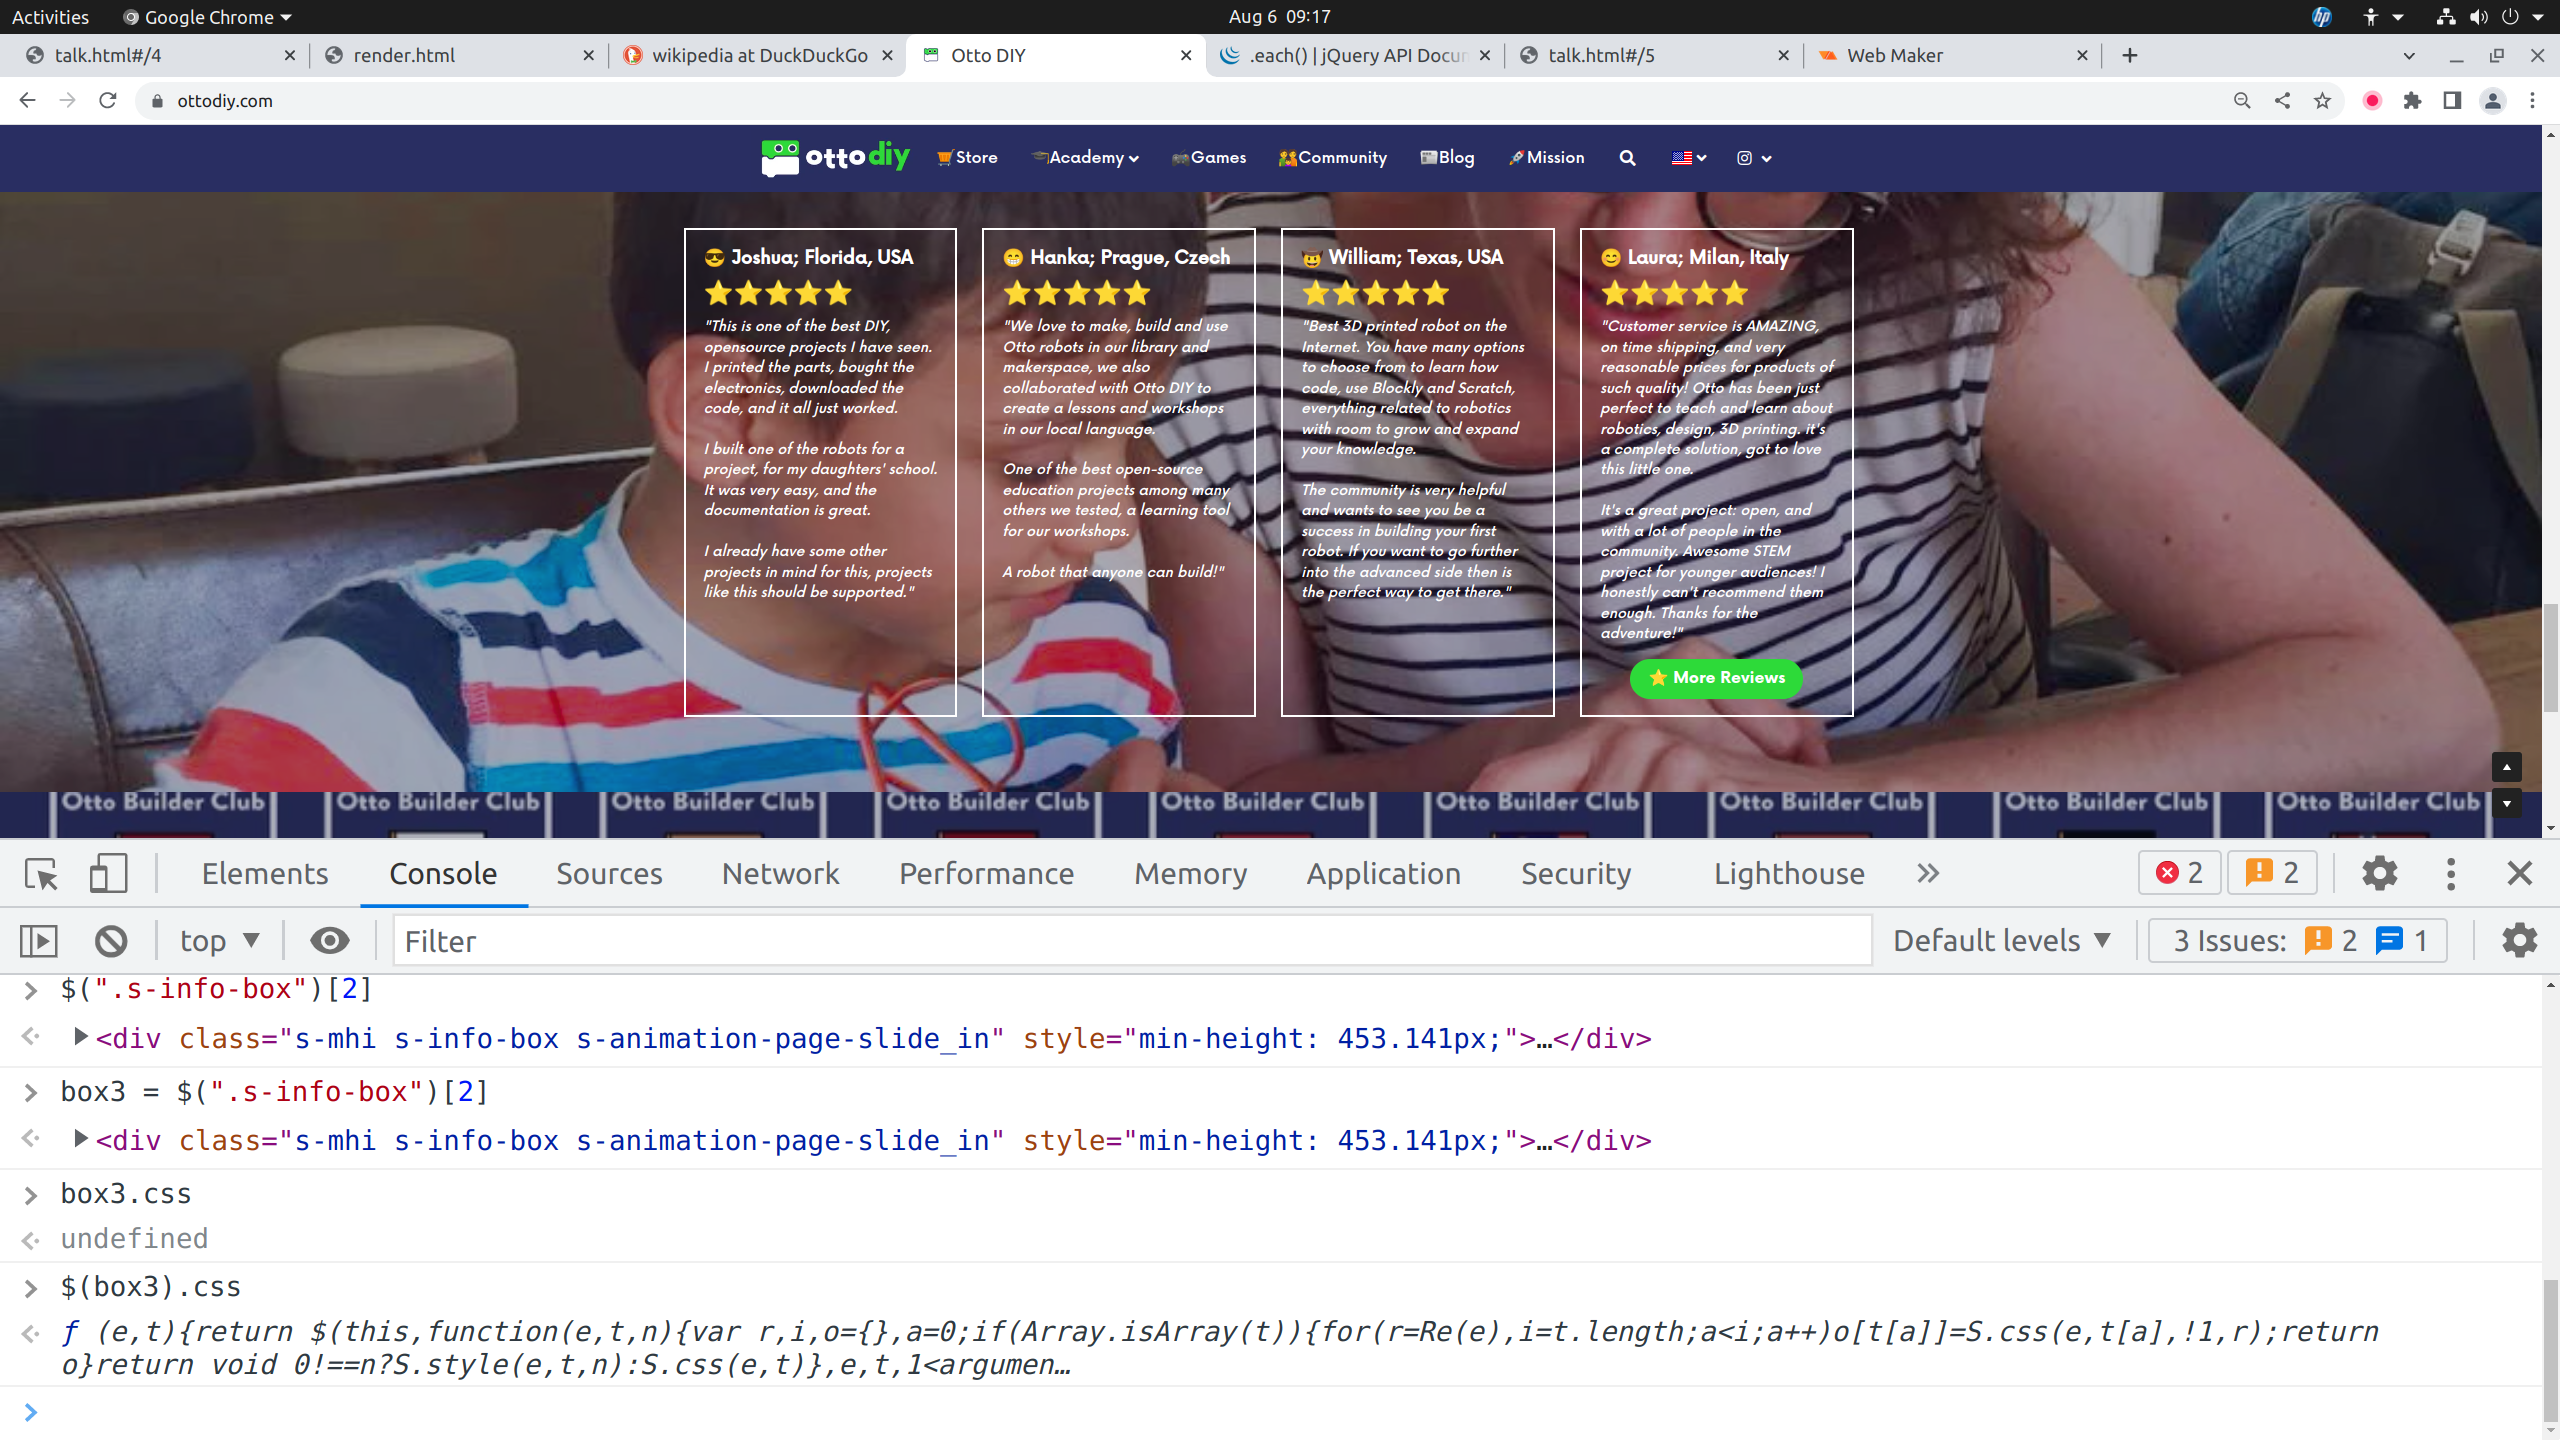 Activities
Google Chrome
Aug 6 09:17
hp
talk.html#/4
render.html
wikipedia at DuckDuckGo
Otto DIY
.each() | jQuery API Docum
talk.html#/5
Web Maker
ottodiy.com
otto diy
Store
Academy
Games
Community
Blog
Mission
😎 Joshua; Florida, USA
⭐⭐⭐⭐⭐
"This is one of the best DIY,
opensource projects I have seen.
I printed the parts, bought the
electronics, downloaded the
code, and it all just worked.
I built one of the robots for a
project, for my daughters' school.
It was very easy, and the
documentation is great.
I already have some other
projects in mind for this, projects
like this should be supported."
😁 Hanka; Prague, Czech
⭐⭐⭐⭐⭐
"We love to make, build and use
Otto robots in our library and
makerspace, we also
collaborated with Otto DIY to
create a lessons and workshops
in our local language.
One of the best open-source
education projects among many
others we tested, a learning tool
for our workshops.
A robot that anyone can build!"
🤠 William; Texas, USA
⭐⭐⭐⭐⭐
"Best 3D printed robot on the
Internet. You have many options
to choose from to learn how
code, use Blockly and Scratch,
everything related to robotics
with room to grow and expand
your knowledge.
The community is very helpful
and wants to see you be a
success in building your first
robot. If you want to go further
into the advanced side then is
the perfect way to get there."
😊 Laura; Milan, Italy
⭐⭐⭐⭐⭐
"Customer service is AMAZING,
on time shipping, and very
reasonable prices for products of
such quality! Otto has been just
perfect to teach and learn about
robotics, design, 3D printing. it's
a complete solution, got to love
this little one.
It's a great project: open, and
with a lot of people in the
community. Awesome STEM
project for younger audiences! I
honestly can't recommend them
enough. Thanks for the
adventure!"
⭐ More Reviews
Otto Builder Club
Otto Builder Club
Otto Builder Club
Otto Builder Club
Otto Builder Club
Otto Builder Club
Otto Builder Club
Otto Builder Club
Otto Builder Club
Elements
Console
Sources
Network
Performance
Memory
Application
Security
Lighthouse
2
2
top
Filter
Default levels
3 Issues: 2 1
$(".s-info-box")[2]
<div class="s-mhi s-info-box s-animation-page-slide_in" style="min-height: 453.141px;">…</div>
box3 = $(".s-info-box")[2]
<div class="s-mhi s-info-box s-animation-page-slide_in" style="min-height: 453.141px;">…</div>
box3.css
undefined
$(box3).css
ƒ (e,t){return $(this,function(e,t,n){var r,i,o={},a=0;if(Array.isArray(t)){for(r=Re(e),i=t.length;a<i;a++)o[t[a]]=S.css(e,t[a],!1,r);return
o}return void 0!==n?S.style(e,t,n):S.css(e,t)},e,t,1<argumen…